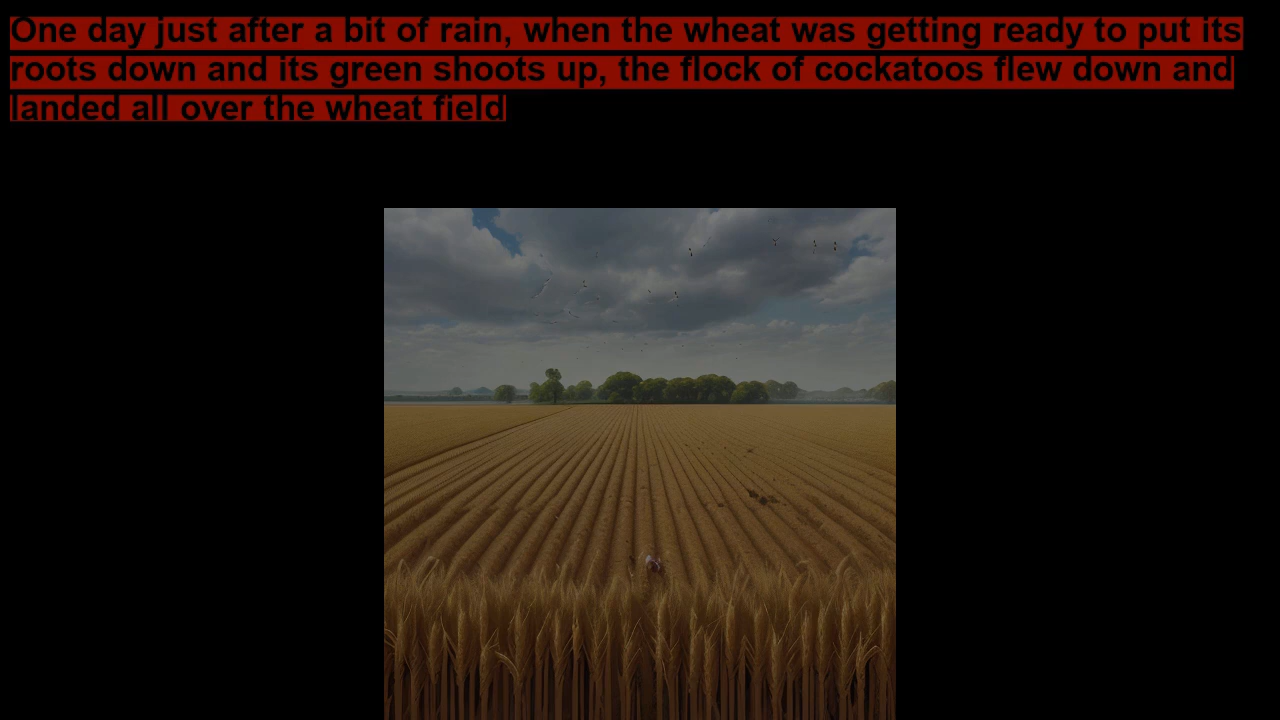 One day just after a bit of rain, when the wheat was getting ready to put its
roots down and its green shoots up, the flock of cockatoos flew down and
landed all over the wheat field